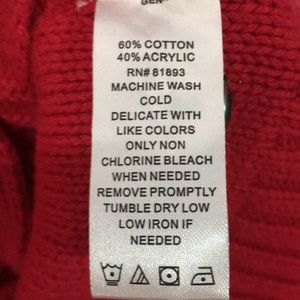 60% COTTON
40% ACRYLIC
RN# 81893
MACHINE WASH
COLD
DELICATE WITH
LIKE COLORS
ONLY NON
CHLORINE BLEACH
WHEN NEEDED
REMOVE PROMPTLY
TUMBLE DRY LOW
LOW IRON IF
NEEDED